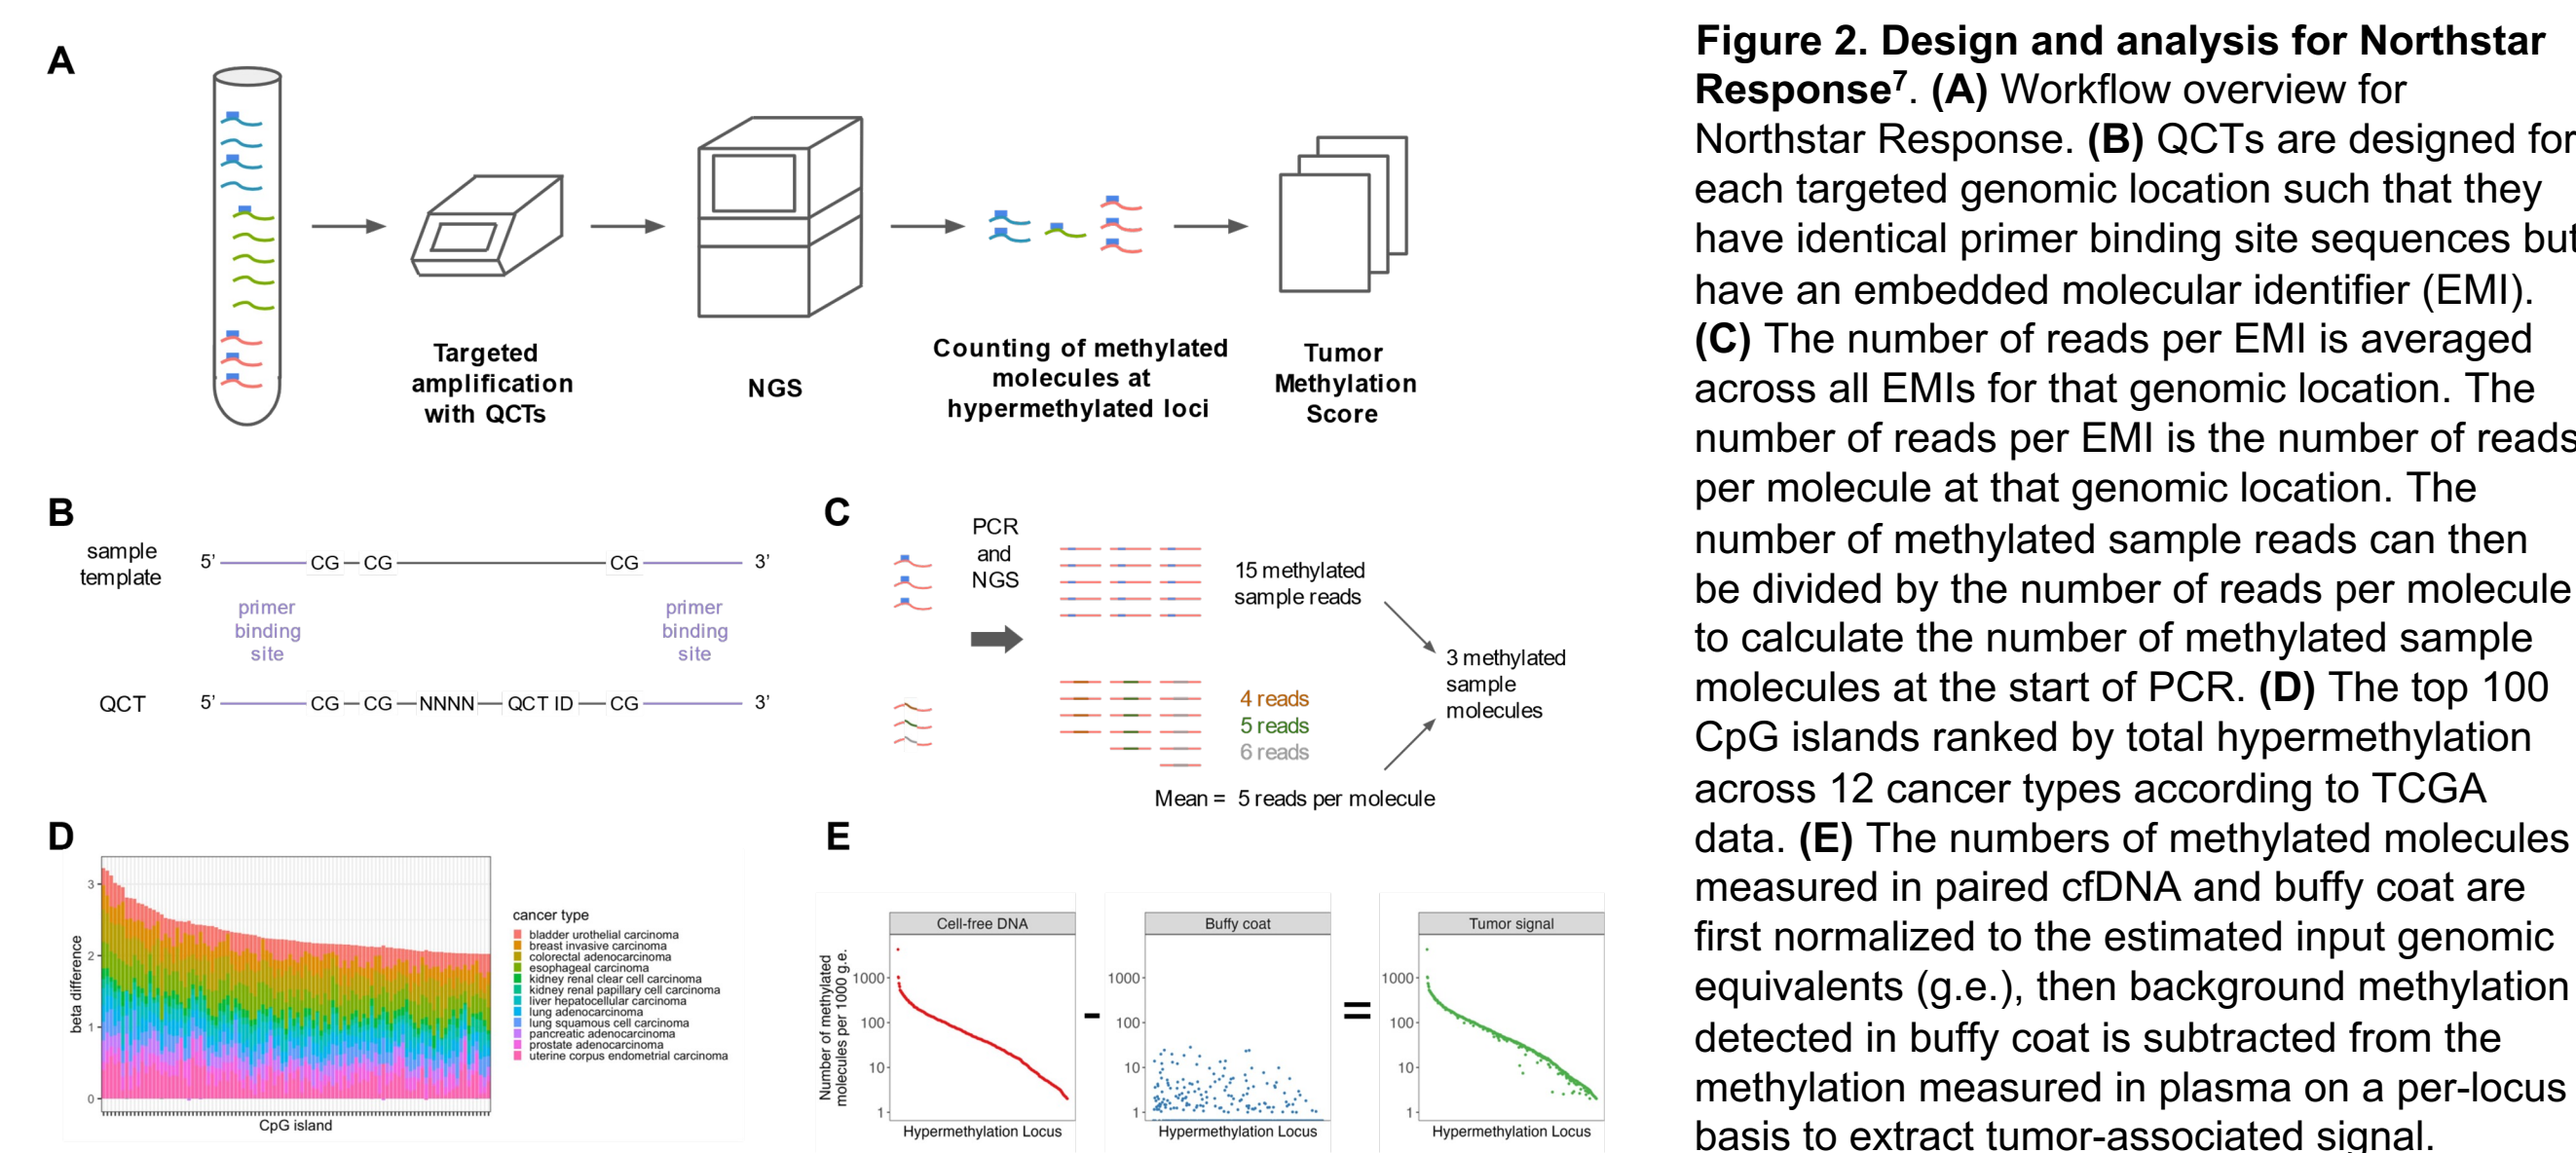 A
Targeted
amplification
with QCTs
NGS
Counting of methylated
molecules at
hypermethylated loci
Tumor
Methylation
Score
B
sample
template
5’
CG
CG
CG
3’
primer
binding
site
primer
binding
site
QCT
5’
CG
CG
NNNN
QCT ID
CG
3’
C
PCR
and
NGS
15 methylated
sample reads
4 reads
5 reads
6 reads
Mean = 5 reads per molecule
3 methylated
sample
molecules
D
beta difference
3
2
1
0
CpG island
cancer type
bladder urothelial carcinoma
breast invasive carcinoma
colorectal adenocarcinoma
esophageal carcinoma
kidney renal clear cell carcinoma
kidney renal papillary cell carcinoma
liver hepatocellular carcinoma
lung adenocarcinoma
lung squamous cell carcinoma
pancreatic adenocarcinoma
prostate adenocarcinoma
uterine corpus endometrial carcinoma
E
Number of methylated
molecules per 1000 g.e.
Cell-free DNA
1000
100
10
1
Hypermethylation Locus
-
Buffy coat
1000
100
10
1
Hypermethylation Locus
=
Tumor signal
1000
100
10
1
Hypermethylation Locus
Figure 2. Design and analysis for Northstar
Response⁷. (A) Workflow overview for
Northstar Response. (B) QCTs are designed for
each targeted genomic location such that they
have identical primer binding site sequences but
have an embedded molecular identifier (EMI).
(C) The number of reads per EMI is averaged
across all EMIs for that genomic location. The
number of reads per EMI is the number of reads
per molecule at that genomic location. The
number of methylated sample reads can then
be divided by the number of reads per molecule
to calculate the number of methylated sample
molecules at the start of PCR. (D) The top 100
CpG islands ranked by total hypermethylation
across 12 cancer types according to TCGA
data. (E) The numbers of methylated molecules
measured in paired cfDNA and buffy coat are
first normalized to the estimated input genomic
equivalents (g.e.), then background methylation
detected in buffy coat is subtracted from the
methylation measured in plasma on a per-locus
basis to extract tumor-associated signal.